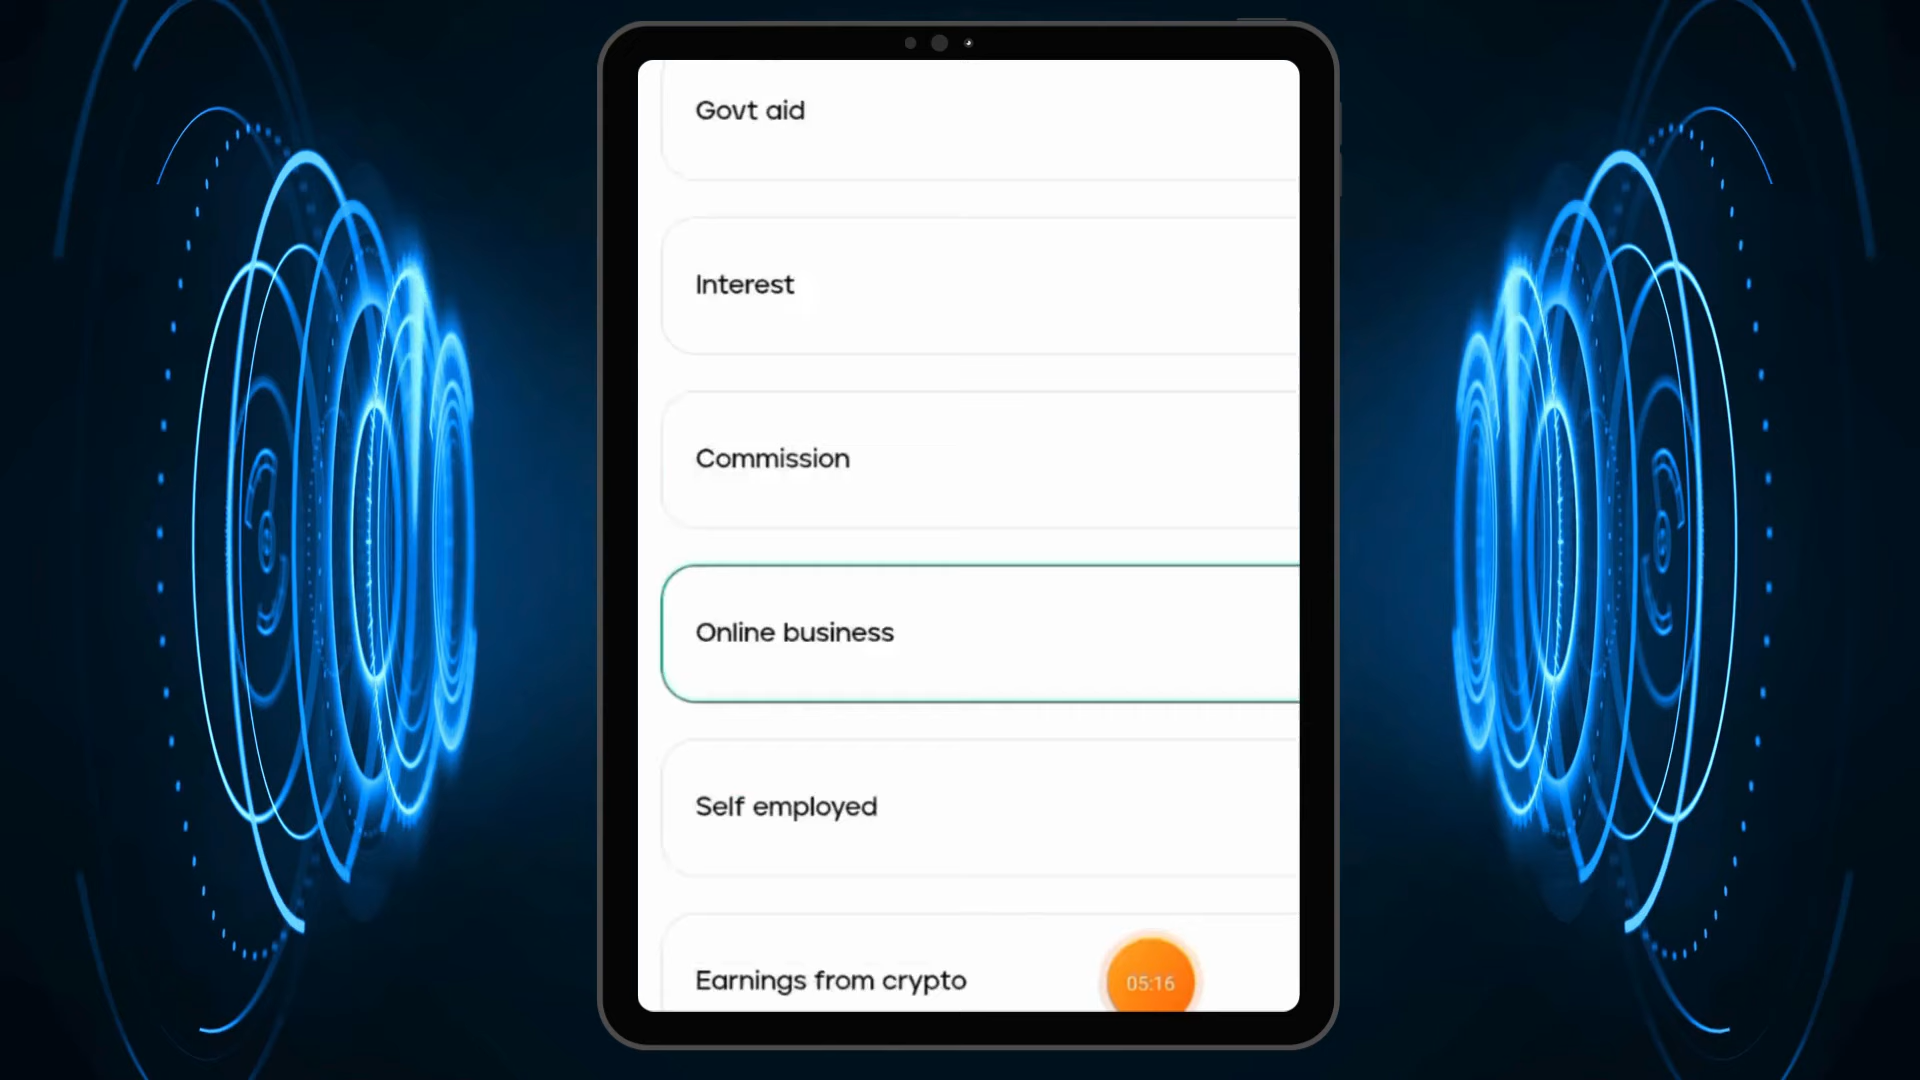 Govt aid
Interest
Commission
Online business
Self employed
Earnings from crypto
05:16